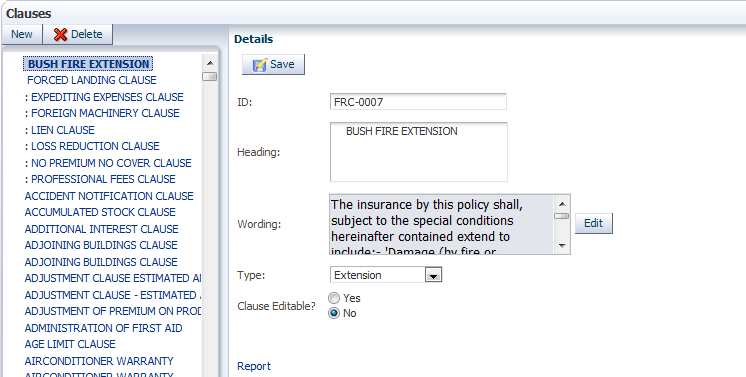 Clauses
New
Delete
BUSH FIRE EXTENSION
FORCED LANDING CLAUSE
: EXPEDITING EXPENSES CLAUSE
: FOREIGN MACHINERY CLAUSE
: LIEN CLAUSE
: LOSS REDUCTION CLAUSE
: NO PREMIUM NO COVER CLAUSE
: PROFESSIONAL FEES CLAUSE
ACCIDENT NOTIFICATION CLAUSE
ACCUMULATED STOCK CLAUSE
ADDITIONAL INTEREST CLAUSE
ADJOINING BUILDINGS CLAUSE
ADJOINING BUILDINGS CLAUSE
ADJUSTMENT CLAUSE ESTIMATED
ADJUSTMENT CLAUSE - ESTIMATED
ADJUSTMENT OF PREMIUM ON
ADMINISTRATION OF FIRST AID
AGE LIMIT CLAUSE
AIRCONDITIONER WARRANTY
AIRCONDITIONER WARRANTY
Details
Save
ID:
FRC-0007
Heading:
BUSH FIRE EXTENSION
Wording:
The insurance by this policy shall,
subject to the special conditions
hereinafter contained extend to
include:- 'Damage (by fire or
Edit
Type:
Extension
Clause Editable?
Yes
No
Report